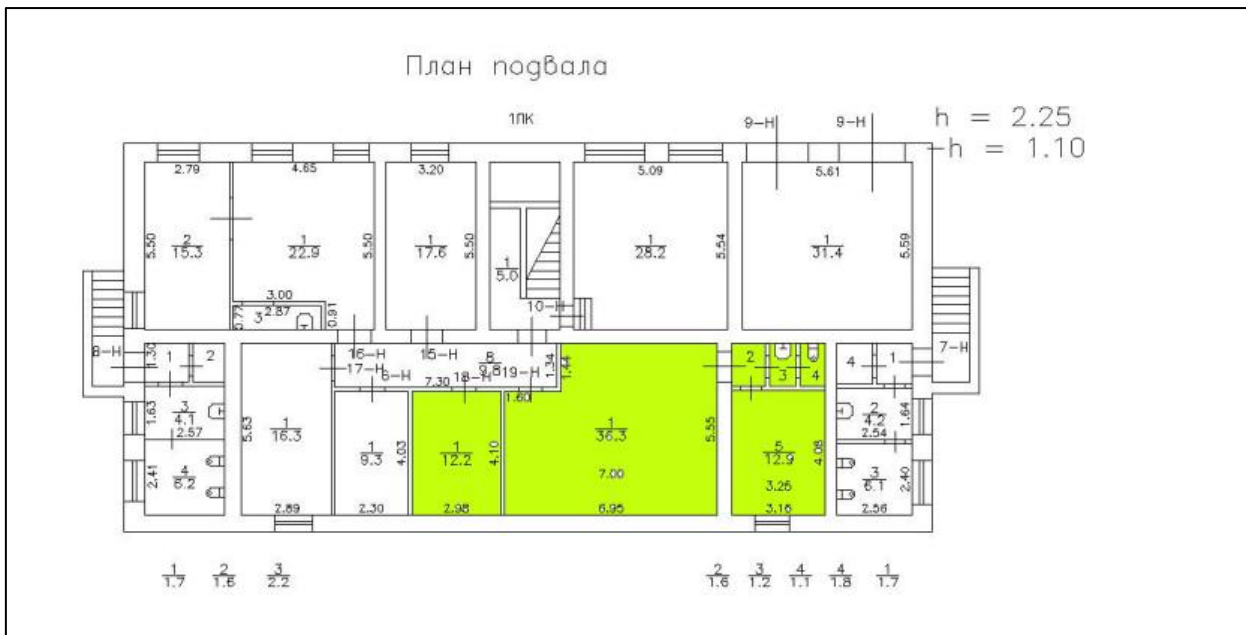 План подвала
1ПК
9-Н 9-Н
h = 2.25
-h = 1.10
2.79 4.65 3.20 5.09 5.61
5.50 5.50 5.50 5.54 5.59
2 1 1 1 1
15.3 22.9 17.6 28.2 31.4
1
5.0
3.00
2.87
0.77 3 0.91
10-Н
8-Н 7-Н
1.30 1 2
16-Н 15-Н
17-Н
8
9.8
1.34 1.44
6-Н 18-Н 19-Н
7.30 1.60
2 3 4 4 1
1.63 3
4.1
2.57
2
4.2
2.54
1.64
5.63 1
16.3
1
9.3
4.03
1
12.2
4.10
1
36.3
5.55
5
12.9
4.08
2.41 4
6.2
3
6.1
2.40
7.00 3.25
2.89 2.30 2.98 6.95 3.16 2.56
1 2 3 2 3 4 4 1
1.7 1.6 2.2 1.6 1.2 1.1 1.8 1.7